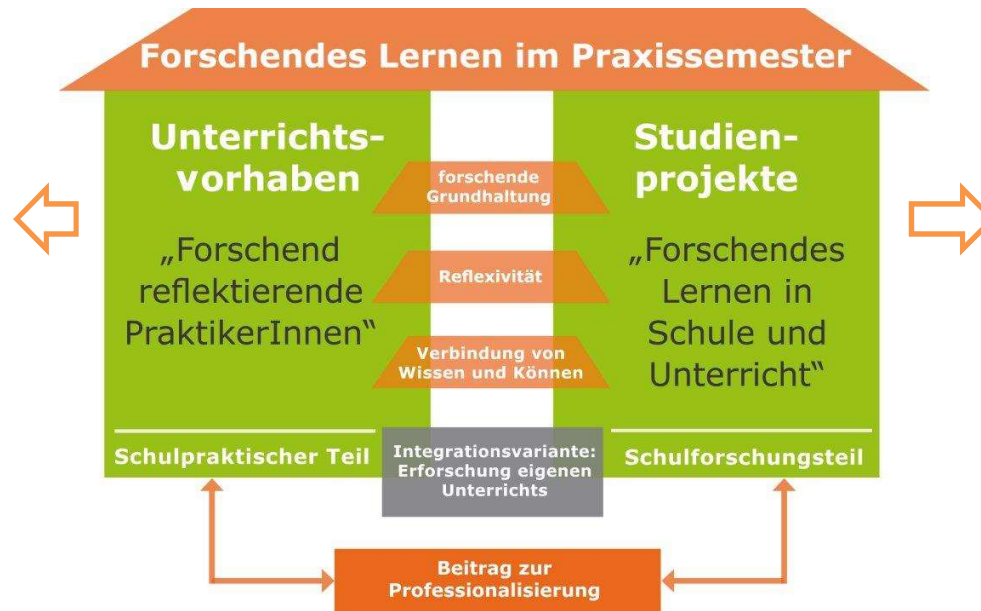 Forschendes Lernen im Praxissemester
Unterrichts-
vorhaben
„Forschend
reflektierende
PraktikerInnen“
Schulpraktischer Teil
forschende
Grundhaltung
Reflexivität
Verbindung von
Wissen und Können
Integrationsvariante:
Erforschung eigenen
Unterrichts
Studien-
projekte
„Forschendes
Lernen in
Schule und
Unterricht“
Schulforschungsteil
Beitrag zur
Professionalisierung